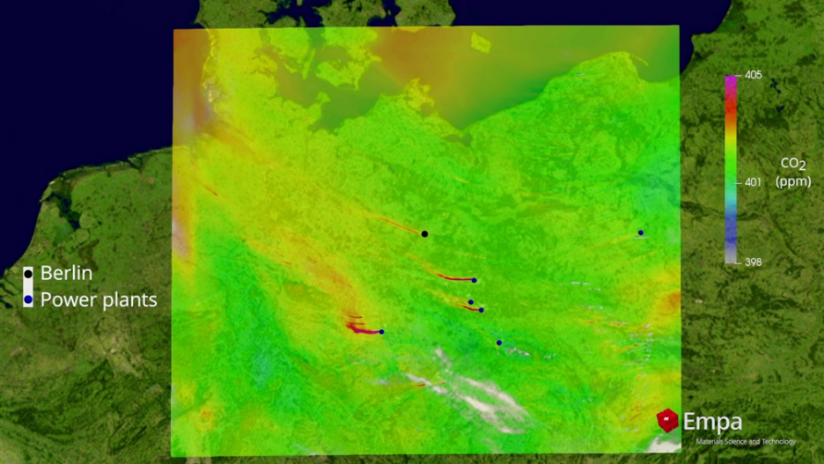 405
CO2
(ppm)
401
398
Berlin
Power plants
Empa
Materials Science and Technology